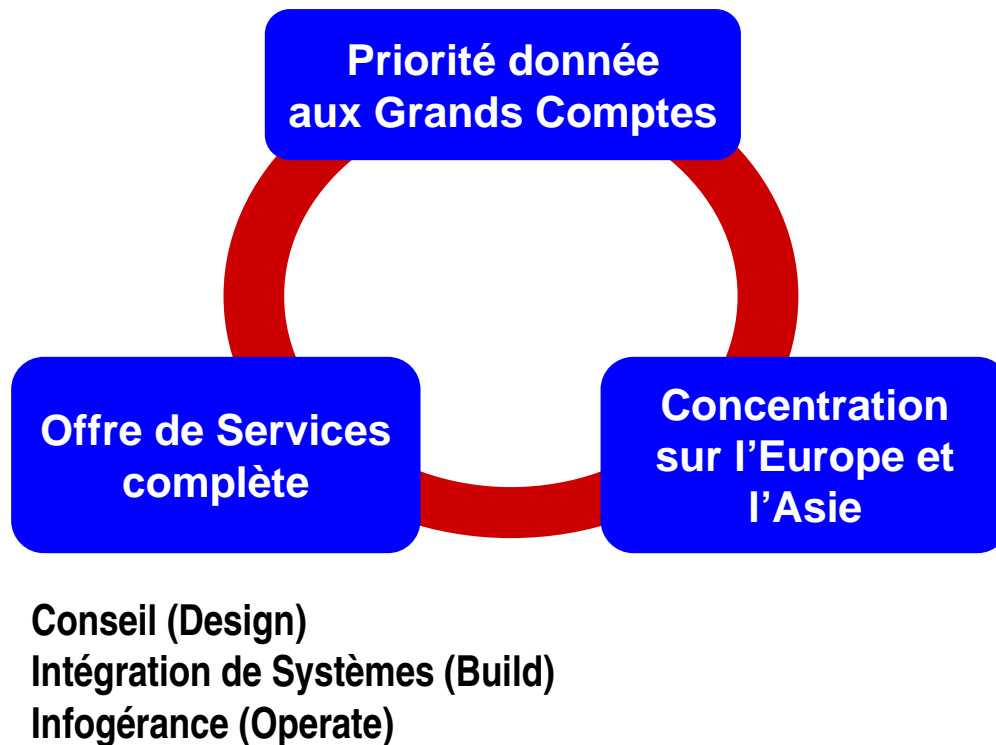 Priorité donnée
aux Grands Comptes
Offre de Services
complète
Concentration
sur l’Europe et
l’Asie
Conseil (Design)
Intégration de Systèmes (Build)
Infogérance (Operate)